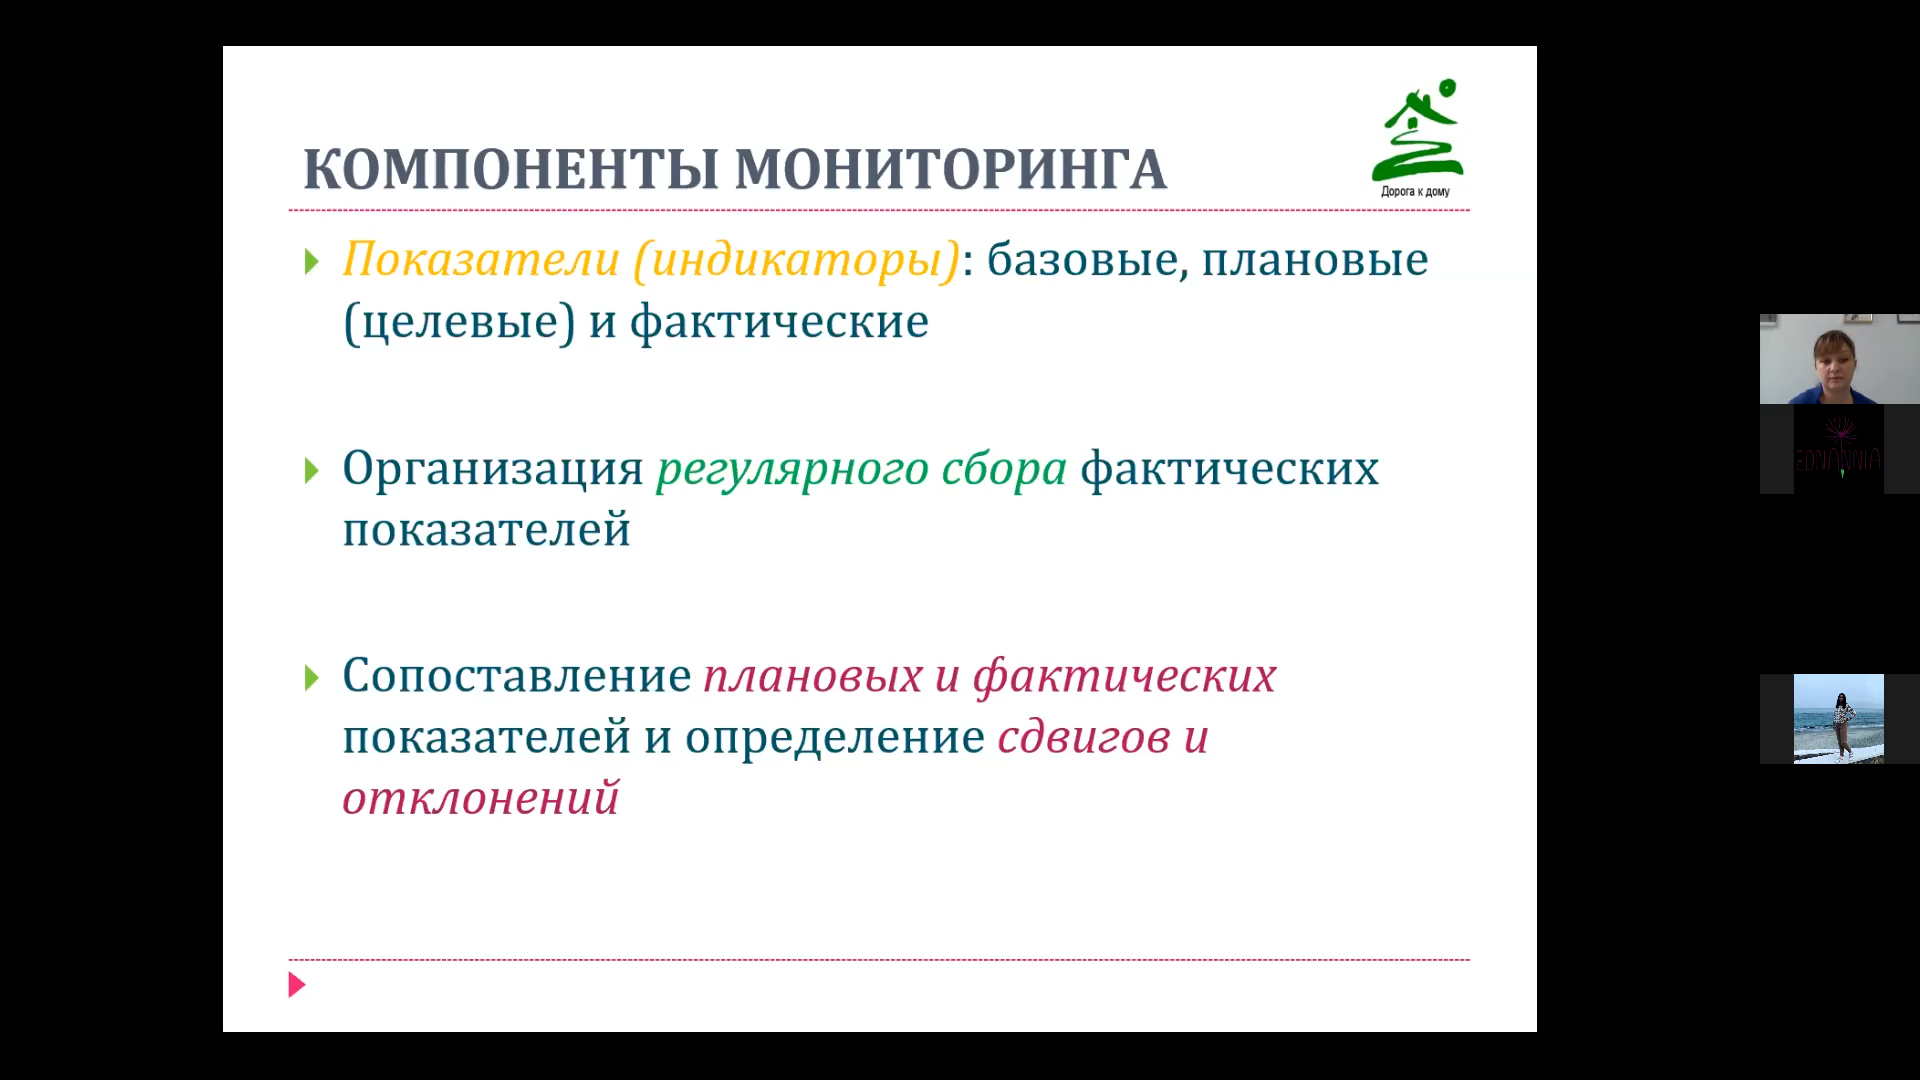 КОМПОНЕНТЫ МОНИТОРИНГА
Дорога к дому
Показатели (индикаторы): базовые, плановые
(целевые) и фактические
Организация регулярного сбора фактических
показателей
Сопоставление плановых и фактических
показателей и определение сдвигов и
отклонений
EDNANNIA